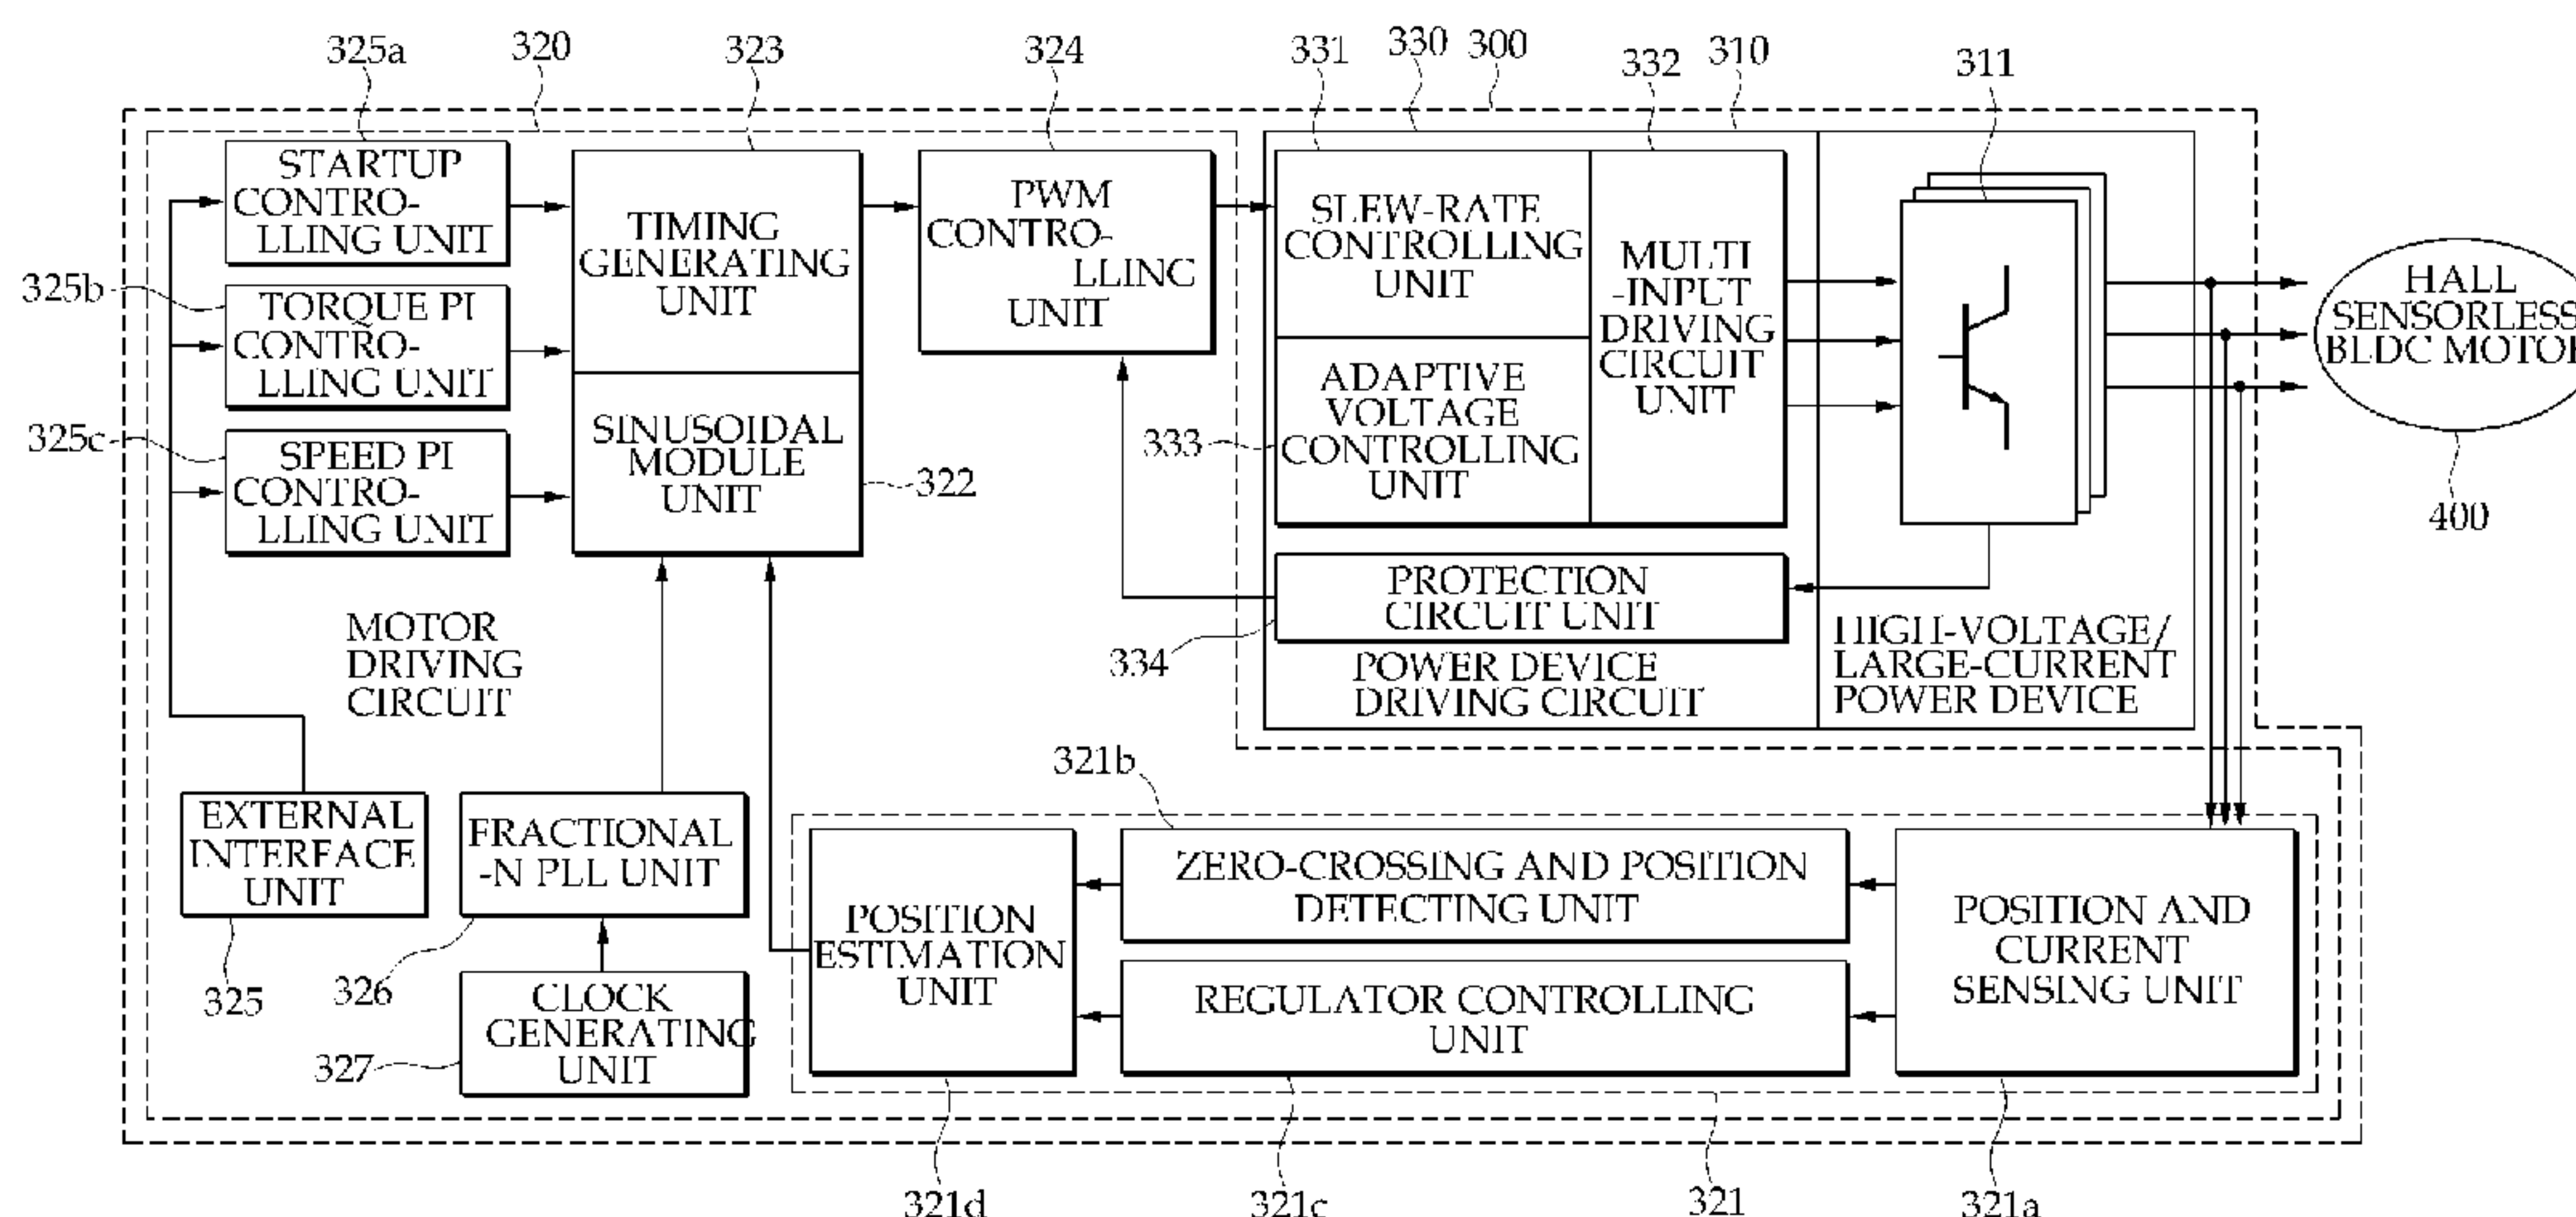 325a
320
323
324
331
330
300
332
310
311
STARTUP
CONTRO-
LLING UNIT
325b
TORQUE PI
CONTRO-
LLING UNIT
325c
SPEED PI
CONTRO-
LLING UNIT
TIMING
GENERATING
UNIT
SINUSOIDAL
MODULE
UNIT
322
PWM
CONTRO-
LLING
UNIT
SLEW-RATE
CONTROLLING
UNIT
ADAPTIVE
VOLTAGE
CONTROLLING
UNIT
333
MULTI
-INPUT
DRIVING
CIRCUIT
UNIT
HALL
SENSORLESS
BLDC MOTOR
400
PROTECTION
CIRCUIT UNIT
334
POWER DEVICE
DRIVING CIRCUIT
HIGH-VOLTAGE/
LARGE-CURRENT
POWER DEVICE
MOTOR
DRIVING
CIRCUIT
EXTERNAL
INTERFACE
UNIT
325
FRACTIONAL
-N PLL UNIT
326
CLOCK
GENERATING
UNIT
327
321b
POSITION
ESTIMATION
UNIT
ZERO-CROSSING AND POSITION
DETECTING UNIT
REGULATOR CONTROLLING
UNIT
POSITION AND
CURRENT
SENSING UNIT
321d
321c
321
321a